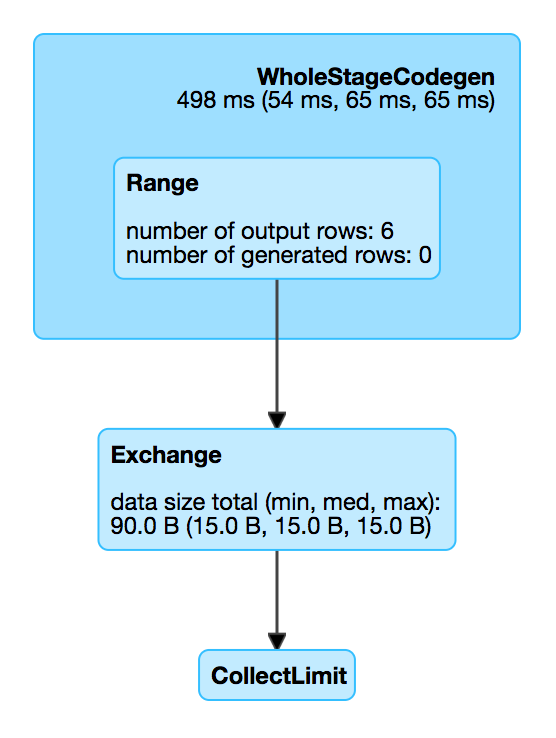 WholeStageCodegen
498 ms (54 ms, 65 ms, 65 ms)
Range
number of output rows: 6
number of generated rows: 0
Exchange
data size total (min, med, max):
90.0 B (15.0 B, 15.0 B, 15.0 B)
CollectLimit